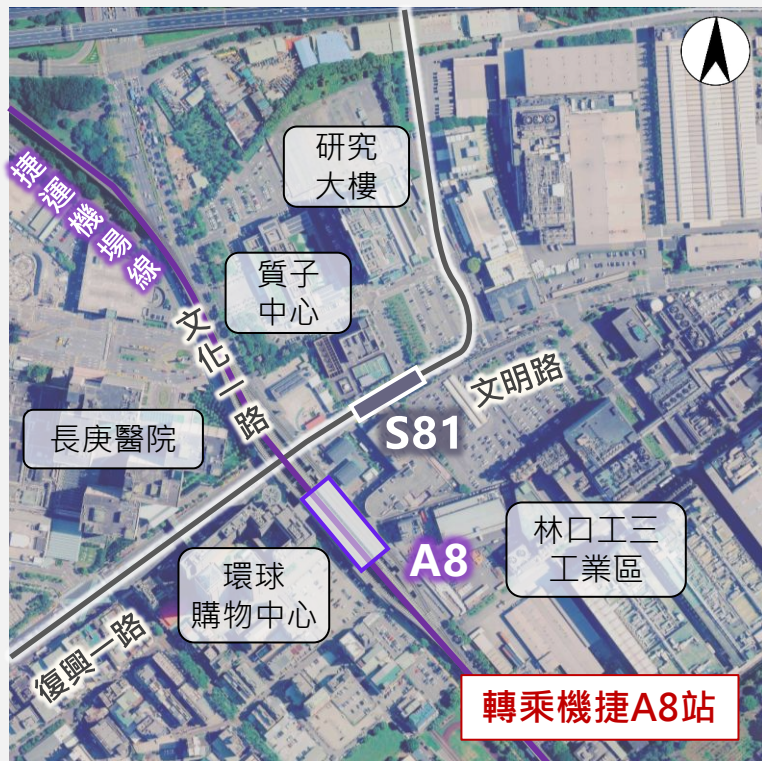 研究
大樓
捷運機場線
質子
中心
文化一路
文明路
S81
長庚醫院
A8
林口工三
工業區
環球
購物中心
復興一路
轉乘機捷A8站